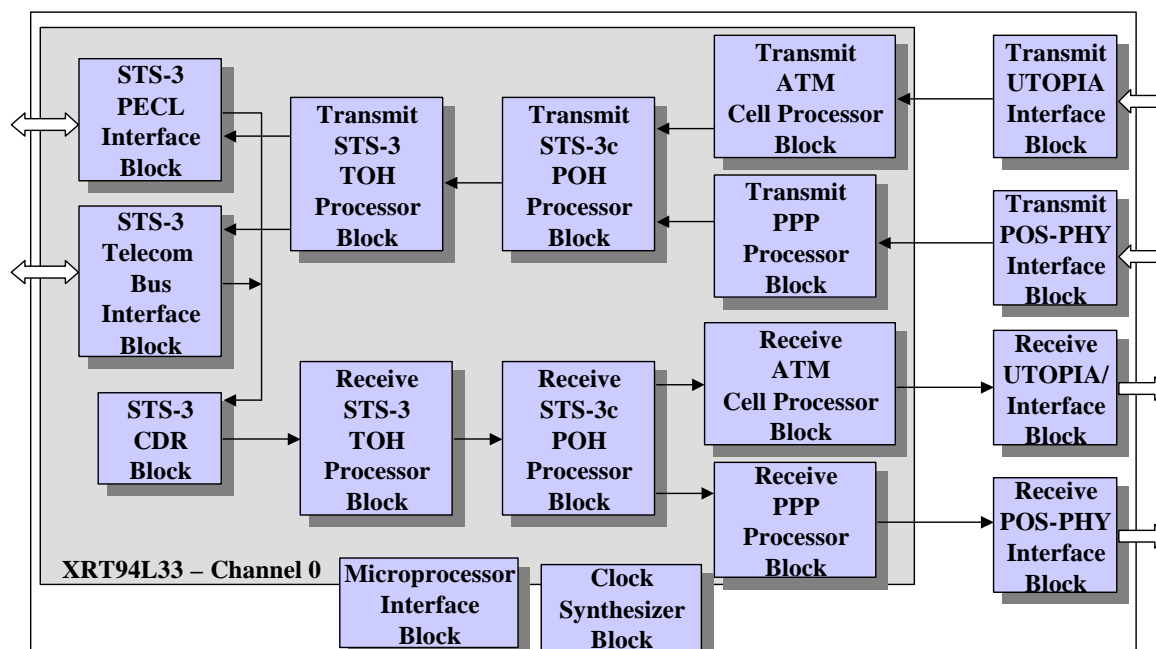 STS-3
PECL
Interface
Block
Transmit
STS-3
TOH
Processor
Block
Transmit
STS-3c
POH
Processor
Block
Transmit
ATM
Cell Processor
Block
Transmit
UTOPIA
Interface
Block
STS-3
Telecom
Bus
Interface
Block
Transmit
PPP
Processor
Block
Transmit
POS-PHY
Interface
Block
STS-3
CDR
Block
Receive
STS-3
TOH
Processor
Block
Receive
STS-3c
POH
Processor
Block
Receive
ATM
Cell Processor
Block
Receive
UTOPIA/
Interface
Block
Receive
PPP
Processor
Block
Receive
POS-PHY
Interface
Block
XRT94L33 – Channel 0
Microprocessor
Interface
Block
Clock
Synthesizer
Block